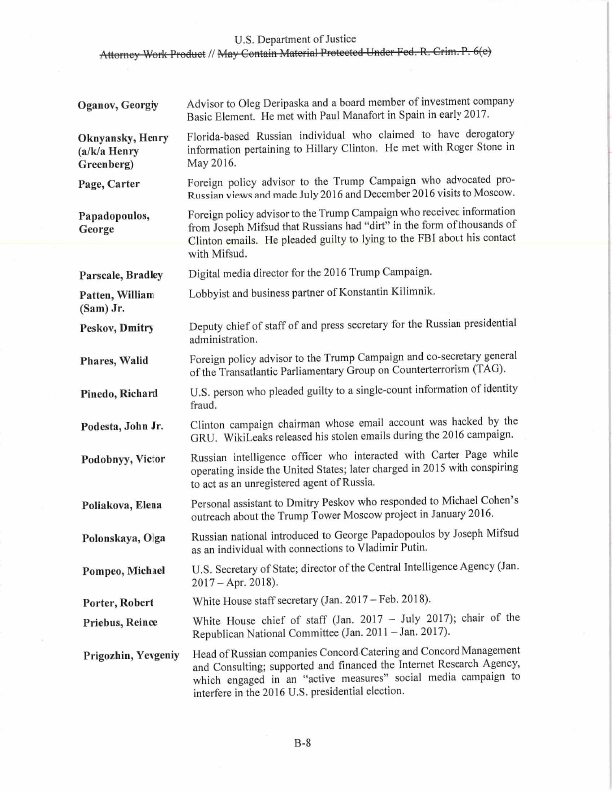 U.S. Department of Justice
Attorney Work Product // May Contain Material Protected Under Fed. R. Crim. P. 6(e)
Oganov, Georgiy Advisor to Oleg Deripaska and a board member of investment company
Basic Element. He met with Paul Manafort in Spain in early 2017.
Oknyansky, Henry Florida-based Russian individual who claimed to have derogatory
(a/k/a Henry information pertaining to Hillary Clinton. He met with Roger Stone in
Greenberg) May 2016.
Page, Carter Foreign policy advisor to the Trump Campaign who advocated pro-
Russian views and made July 2016 and December 2016 visits to Moscow.
Papadopoulos, Foreign policy advisor to the Trump Campaign who received information
George from Joseph Mifsud that Russians had “dirt” in the form of thousands of
Clinton emails. He pleaded guilty to lying to the FBI about his contact
with Mifsud.
Parscale, Bradley Digital media director for the 2016 Trump Campaign.
Patten, William Lobbyist and business partner of Konstantin Kilimnik.
(Sam) Jr.
Peskov, Dmitry Deputy chief of staff of and press secretary for the Russian presidential
administration.
Phares, Walid Foreign policy advisor to the Trump Campaign and co-secretary general
of the Transatlantic Parliamentary Group on Counterterrorism (TAG).
Pinedo, Richard U.S. person who pleaded guilty to a single-count information of identity
fraud.
Podesta, John Jr. Clinton campaign chairman whose email account was hacked by the
GRU. WikiLeaks released his stolen emails during the 2016 campaign.
Podobnyy, Victor Russian intelligence officer who interacted with Carter Page while
operating inside the United States; later charged in 2015 with conspiring
to act as an unregistered agent of Russia.
Poliakova, Elena Personal assistant to Dmitry Peskov who responded to Michael Cohen’s
outreach about the Trump Tower Moscow project in January 2016.
Polonskaya, Olga Russian national introduced to George Papadopoulos by Joseph Mifsud
as an individual with connections to Vladimir Putin.
Pompeo, Michael U.S. Secretary of State; director of the Central Intelligence Agency (Jan.
2017 – Apr. 2018).
Porter, Robert White House staff secretary (Jan. 2017 – Feb. 2018).
Priebus, Reince White House chief of staff (Jan. 2017 – July 2017); chair of the
Republican National Committee (Jan. 2011 – Jan. 2017).
Prigozhin, Yevgeniy Head of Russian companies Concord Catering and Concord Management
and Consulting; supported and financed the Internet Research Agency,
which engaged in an “active measures” social media campaign to
interfere in the 2016 U.S. presidential election.
B-8